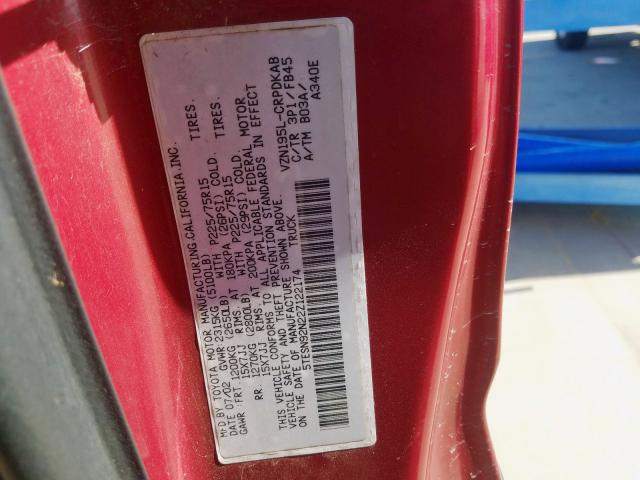 MFD BY TOYOTA MOTOR MANUFACTURING,CALIFORNIA,INC.
DATE 07/02 GVWR:2315KG (5100LB)
GAWR FRT 1200KG (2650LB) WITH P225/75R15 TIRES.
15X7JJ RIMS. AT 180KPA (26PSI) COLD.
RR. 1270KG (2800LB) WITH P225/75R15 TIRES.
15X7JJ RIMS. AT 200KPA (29PSI) COLD.
THIS VEHICLE CONFORMS TO ALL APPLICABLE FEDERAL MOTOR
VEHICLE SAFETY AND THEFT PREVENTION STANDARDS IN EFFECT
ON THE DATE OF MANUFACTURE SHOWN ABOVE.
5TESN92N22Z122174 TRUCK
VZN195L-CRPDKAB
C/TR 3P1/FB45
A/TM B03A/
A340E